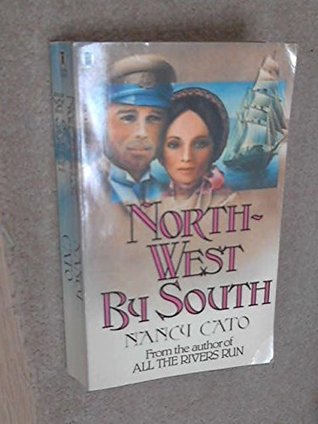 NORTH-
WEST
BY SOUTH
NANCY CATO
From the author of
ALL THE RIVERS RUN